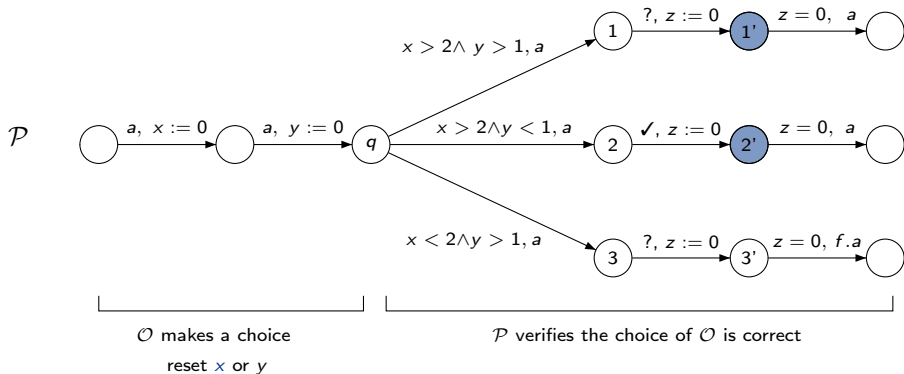 1 ?, z := 0 1' z = 0, a
x > 2∧ y > 1, a
𝒫 a, x := 0 a, y := 0 q x > 2∧y < 1, a 2 ✓, z := 0 2' z = 0, a
x < 2∧y > 1, a
3 ?, z := 0 3' z = 0, f.a
𝒪 makes a choice
reset x or y
𝒫 verifies the choice of 𝒪 is correct